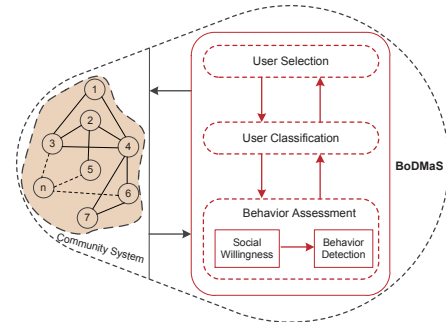 User Selection
1
2
3
4
User Classification
5
BoDMaS
n
6
7
Behavior Assessment
Community System
Social
Willingness
Behavior
Detection